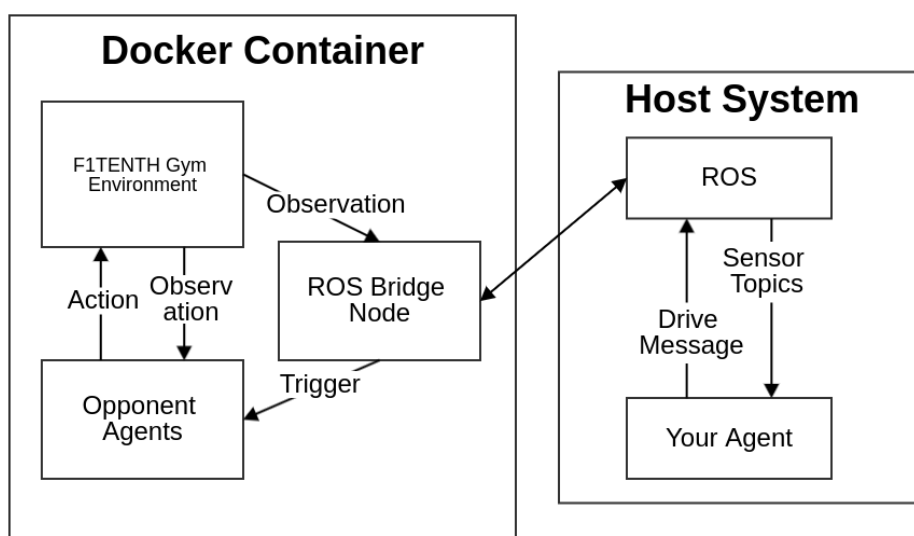 Docker Container
F1TENTH Gym
Environment
Observation
Action
Observ
ation
ROS Bridge
Node
Trigger
Opponent
Agents
Host System
ROS
Sensor
Topics
Drive
Message
Your Agent